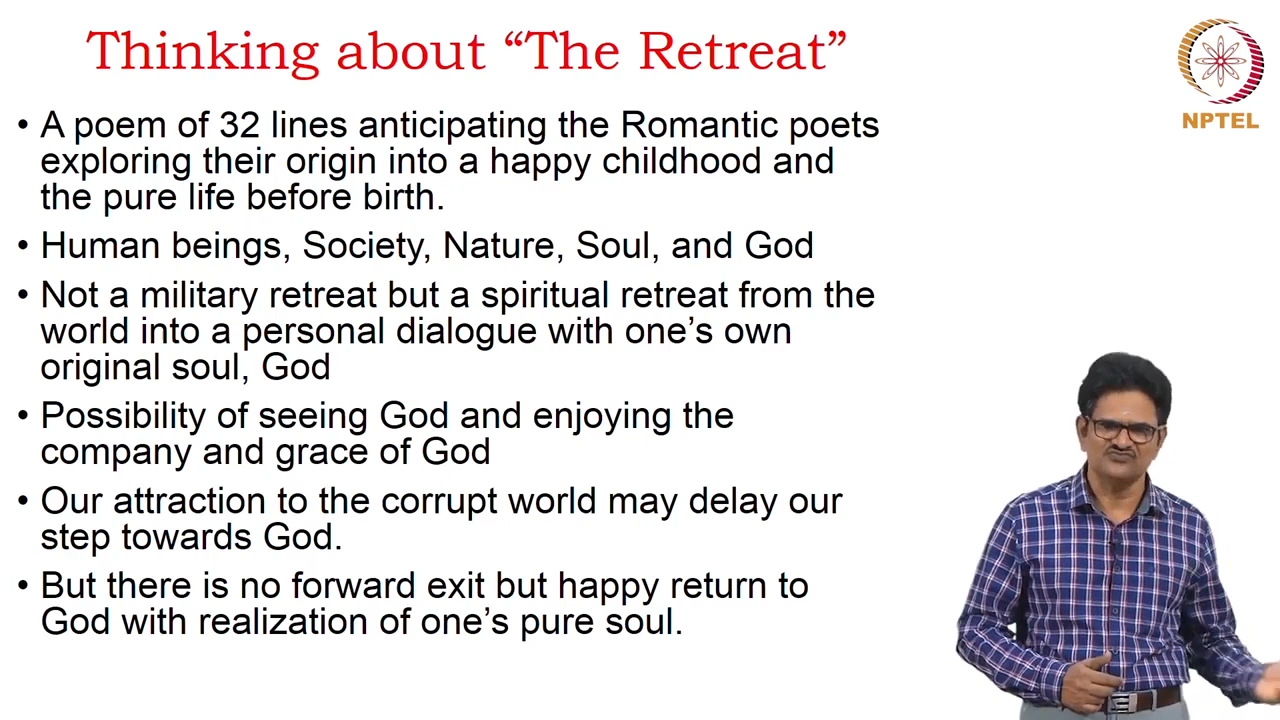 Thinking about “The Retreat”
• A poem of 32 lines anticipating the Romantic poets
exploring their origin into a happy childhood and
the pure life before birth.
• Human beings, Society, Nature, Soul, and God
• Not a military retreat but a spiritual retreat from the
world into a personal dialogue with one’s own
original soul, God
• Possibility of seeing God and enjoying the
company and grace of God
• Our attraction to the corrupt world may delay our
step towards God.
• But there is no forward exit but happy return to
God with realization of one’s pure soul.
NPTEL